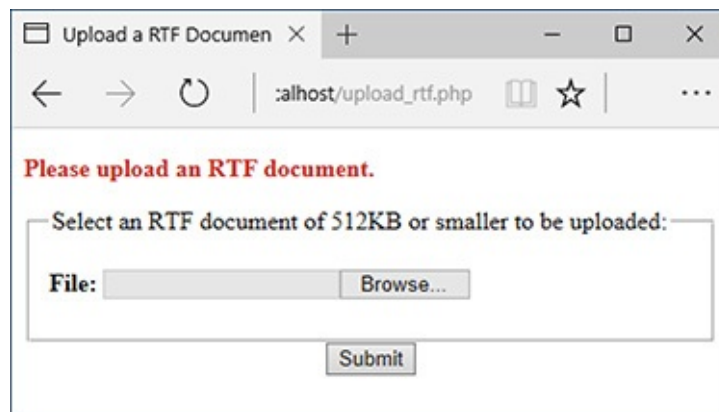 Upload a RTF Documen
:alhost/upload_rtf.php
Please upload an RTF document.
Select an RTF document of 512KB or smaller to be uploaded:
File: Browse...
Submit